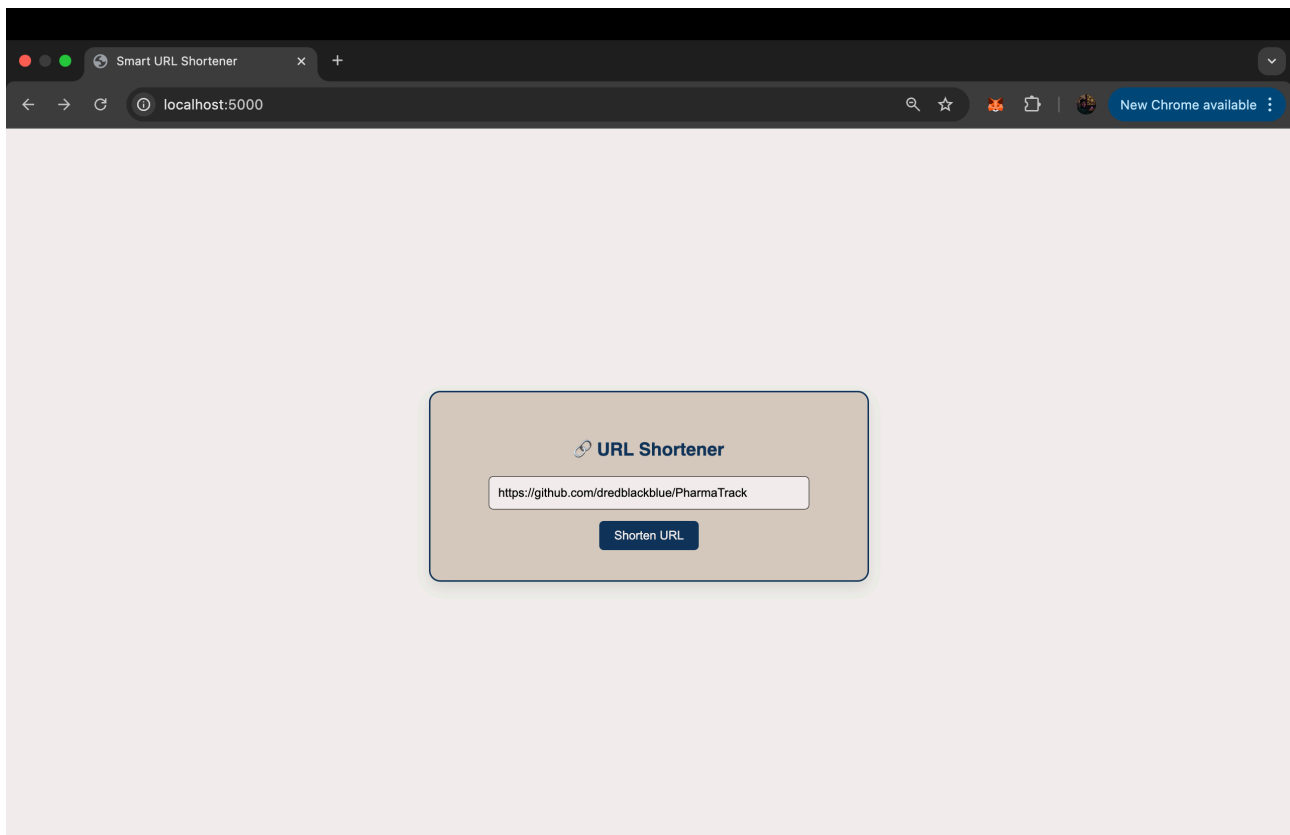 Smart URL Shortener
localhost:5000
New Chrome available
URL Shortener
https://github.com/dredblackblue/PharmaTrack
Shorten URL